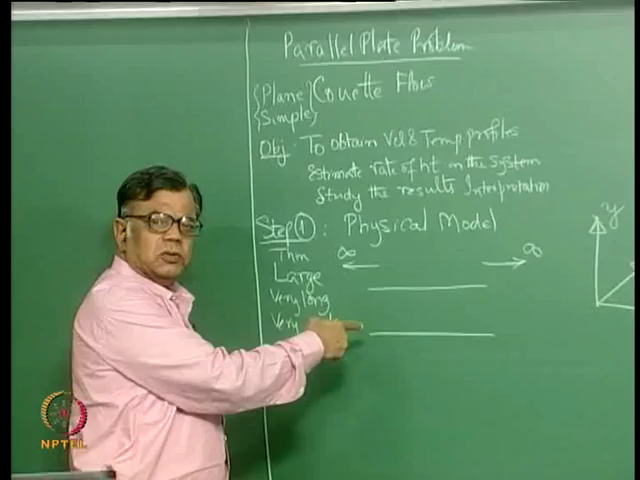 Parallel Plate Problem
{Plane} Couette Flow
{Simple}
Obj: To obtain Vel & Temp profiles
Estimate rate of ht in the System
Study the results Interpretation
Step ①: Physical Model
Thin
Large
Very long
Very
∞ ∞
y
NPTEL